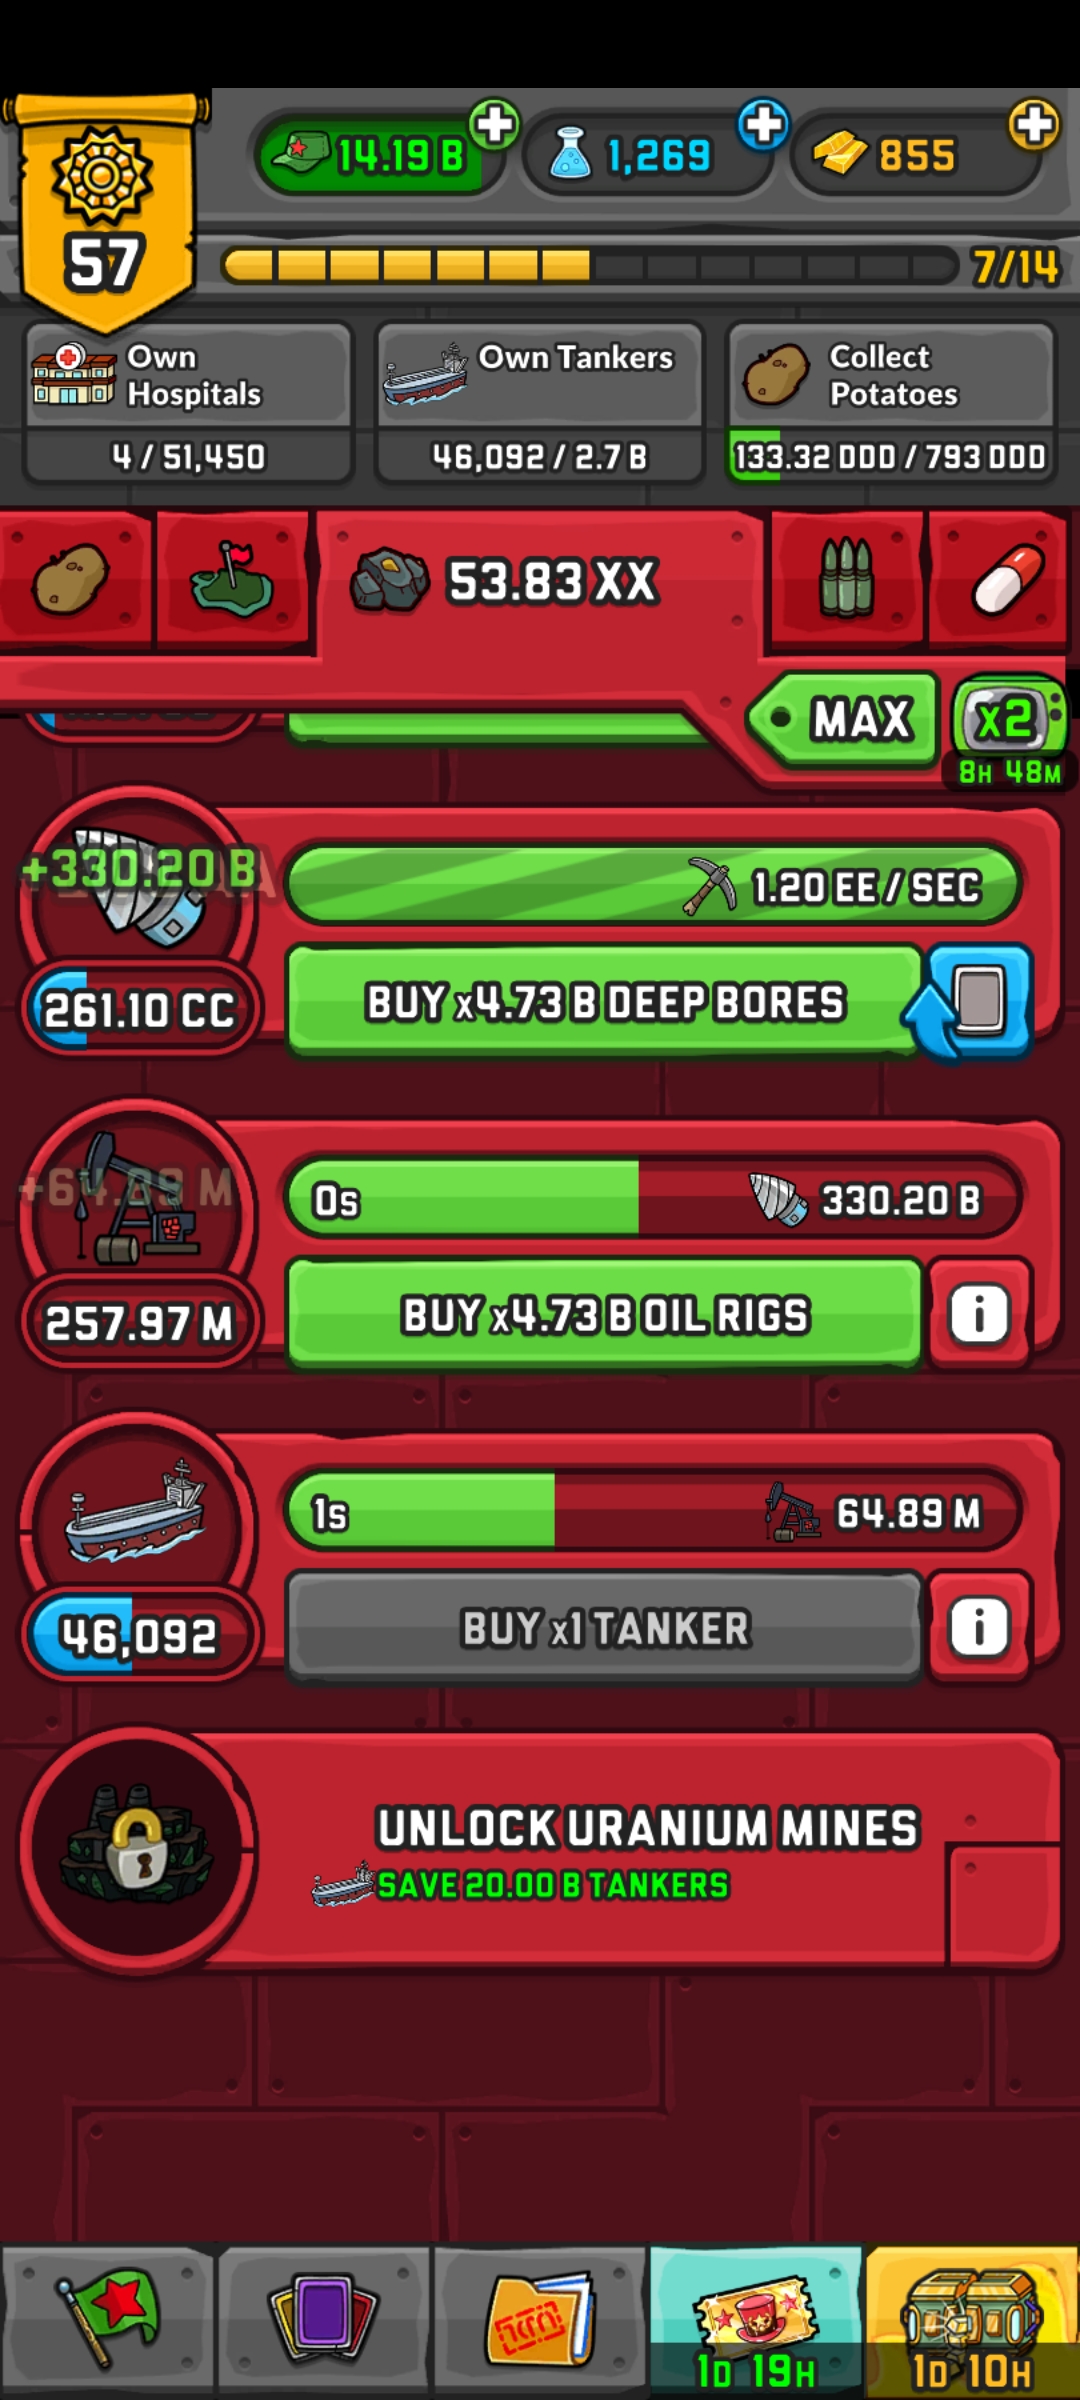 14.19 B
1,269
855
57
7/14
Own Hospitals
4 / 51,450
Own Tankers
46,092 / 2.7 B
Collect Potatoes
133.32 DDD / 793 DDD
53.83 XX
MAX
x2
8H 48M
+330.20 B
1.20 EE / SEC
261.10 CC
BUY x4.73 B DEEP BORES
+64.89 M
0s
330.20 B
257.97 M
BUY x4.73 B OIL RIGS
i
1s
64.89 M
46,092
BUY x1 TANKER
i
UNLOCK URANIUM MINES
SAVE 20.00 B TANKERS
1D 19H
1D 10H